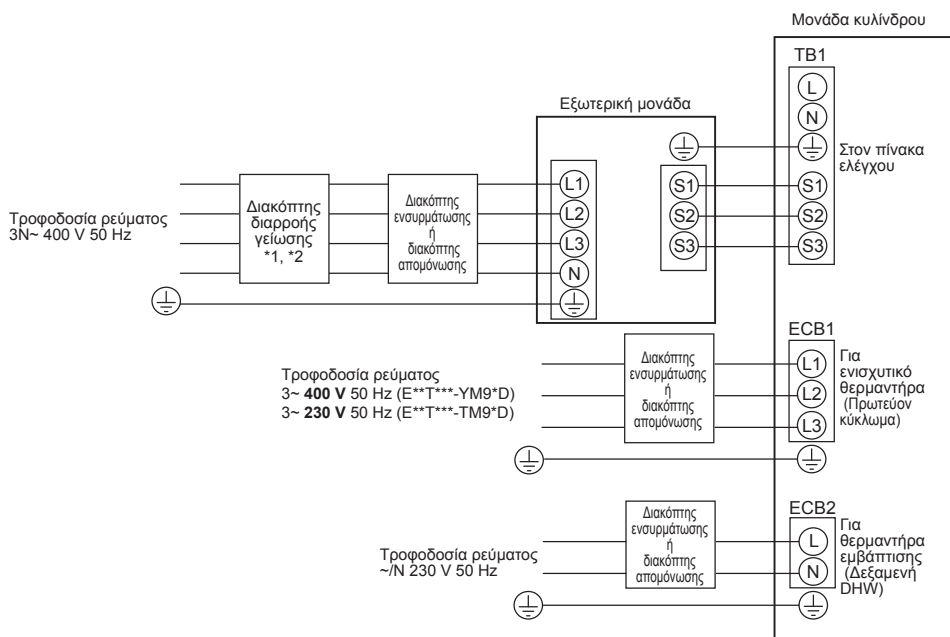 Μονάδα κυλίνδρου
TB1
L
N
Στον πίνακα
ελέγχου
S1
S2
S3
Εξωτερική μονάδα
L1
L2
L3
N
S1
S2
S3
Τροφοδοσία ρεύματος
3N~ 400 V 50 Hz
Διακόπτης
διαρροής
γείωσης
*1, *2
Διακόπτης
ενσυρμάτωσης
ή
διακόπτης
απομόνωσης
ECB1
L1
L2
L3
Για
ενισχυτικό
θερμαντήρα
(Πρωτεύον
κύκλωμα)
Διακόπτης
ενσυρμάτωσης
ή
διακόπτης
απομόνωσης
Τροφοδοσία ρεύματος
3~ 400 V 50 Hz (E**T***-YM9*D)
3~ 230 V 50 Hz (E**T***-TM9*D)
ECB2
L
N
Για
θερμαντήρα
εμβάπτισης
(Δεξαμενή
DHW)
Διακόπτης
ενσυρμάτωσης
ή
διακόπτης
απομόνωσης
Τροφοδοσία ρεύματος
~/N 230 V 50 Hz